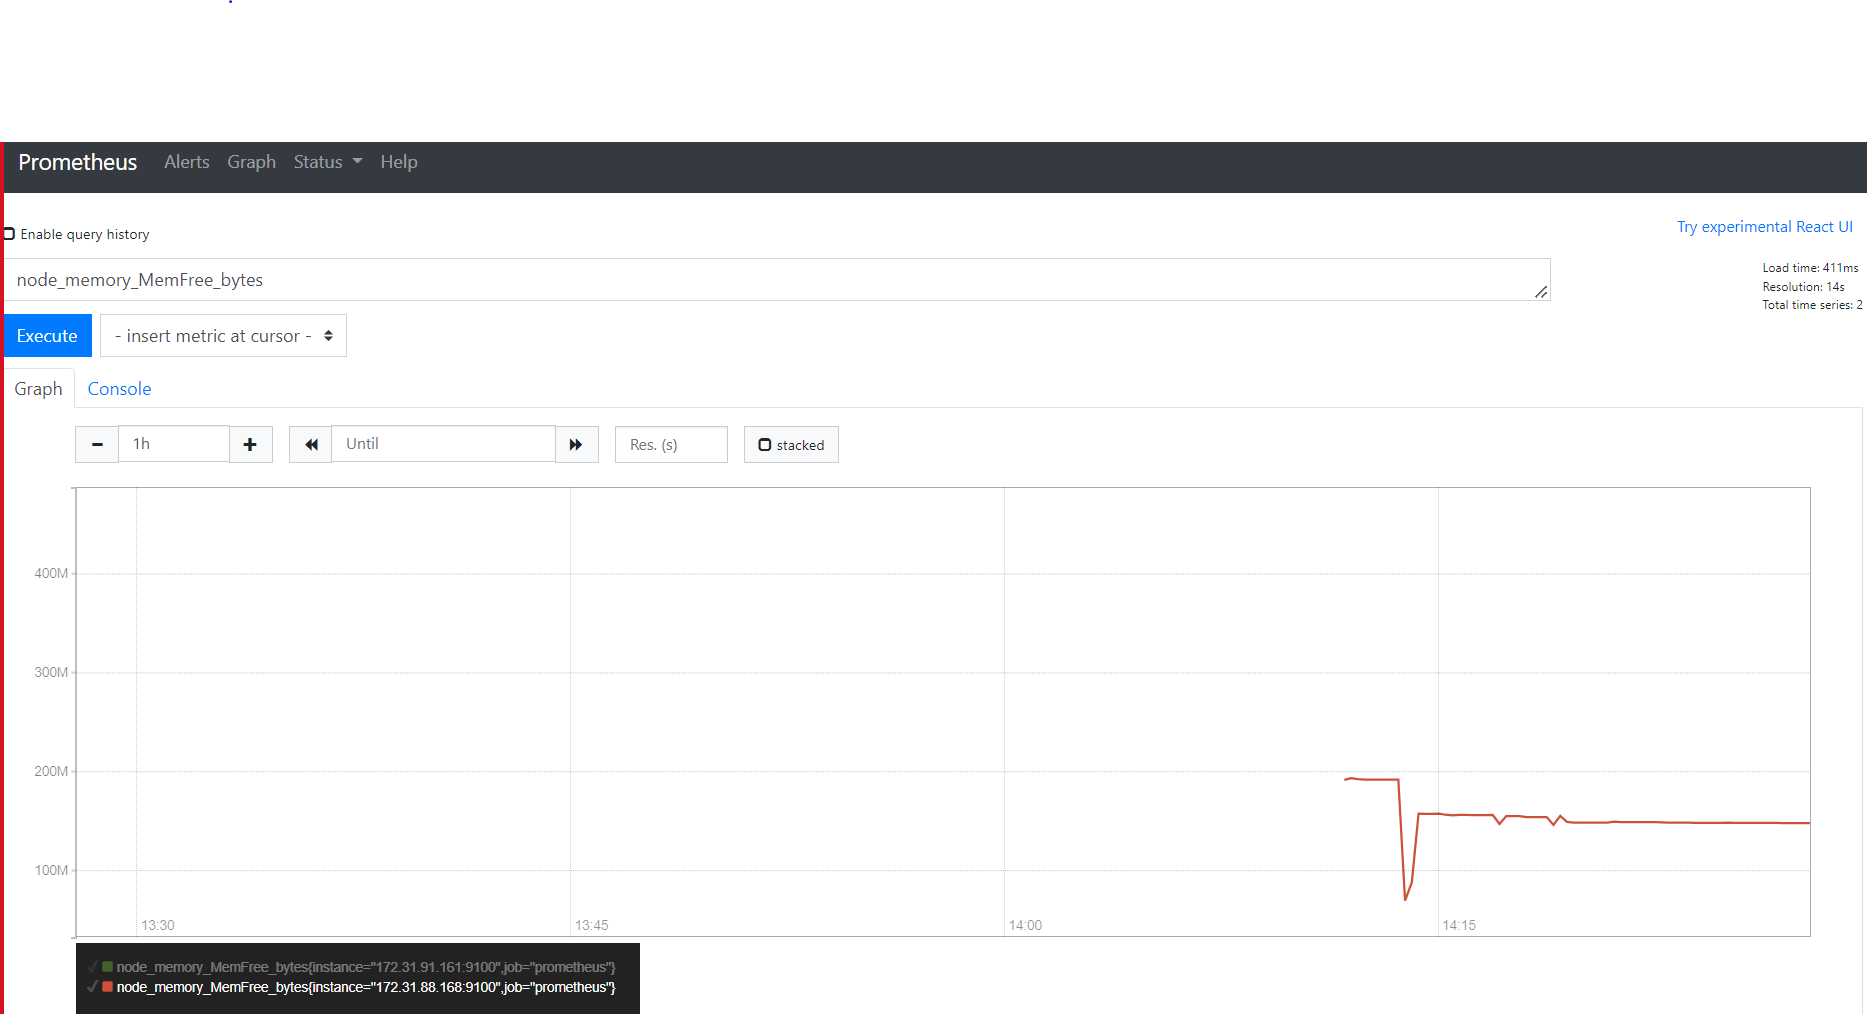 Prometheus Alerts Graph Status Help
Enable query history
Try experimental React UI
node_memory_MemFree_bytes
Load time: 411ms
Resolution: 14s
Total time series: 2
Execute
- insert metric at cursor -
Graph Console
1h
Until
Res. (s)
stacked
400M
300M
200M
100M
13:30 13:45 14:00 14:15
node_memory_MemFree_bytes{instance="172.31.91.161:9100",job="prometheus"}
node_memory_MemFree_bytes{instance="172.31.88.168:9100",job="prometheus"}